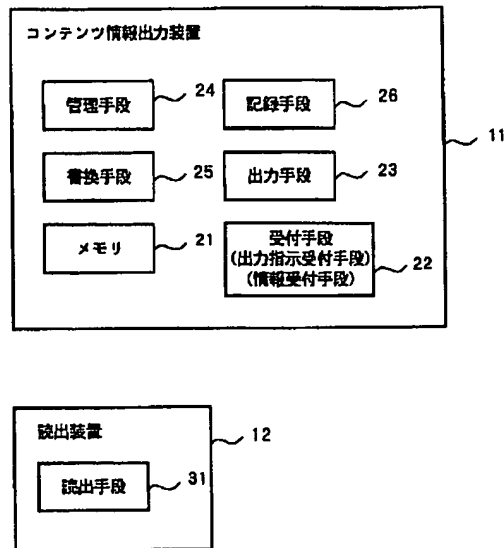 コンテンツ情報出力装置
管理手段
24
記録手段
26
11
書換手段
25
出力手段
23
メモリ
21
受付手段
(出力指示受付手段)
(情報受付手段)
22
読出装置
12
読出手段
31